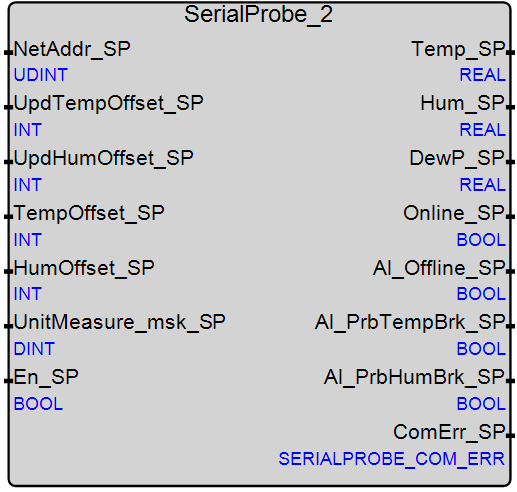 SerialProbe_2
NetAddr_SP Temp_SP
UDINT REAL
UpdTempOffset_SP Hum_SP
INT REAL
UpdHumOffset_SP DewP_SP
INT REAL
TempOffset_SP Online_SP
INT BOOL
HumOffset_SP Al_Offline_SP
INT BOOL
UnitMeasure_msk_SP Al_PrbTempBrk_SP
DINT BOOL
En_SP Al_PrbHumBrk_SP
BOOL BOOL
ComErr_SP
SERIALPROBE_COM_ERR